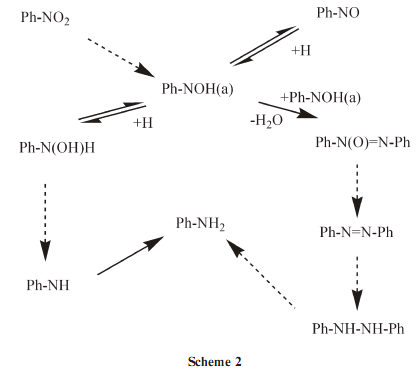 Ph-NO₂
Ph-NO
+H
Ph-NOH(a)
+H
+Ph-NOH(a)
-H₂O
Ph-N(OH)H
Ph-N(O)=N-Ph
Ph-NH₂
Ph-N=N-Ph
Ph-NH
Ph-NH-NH-Ph
Scheme 2